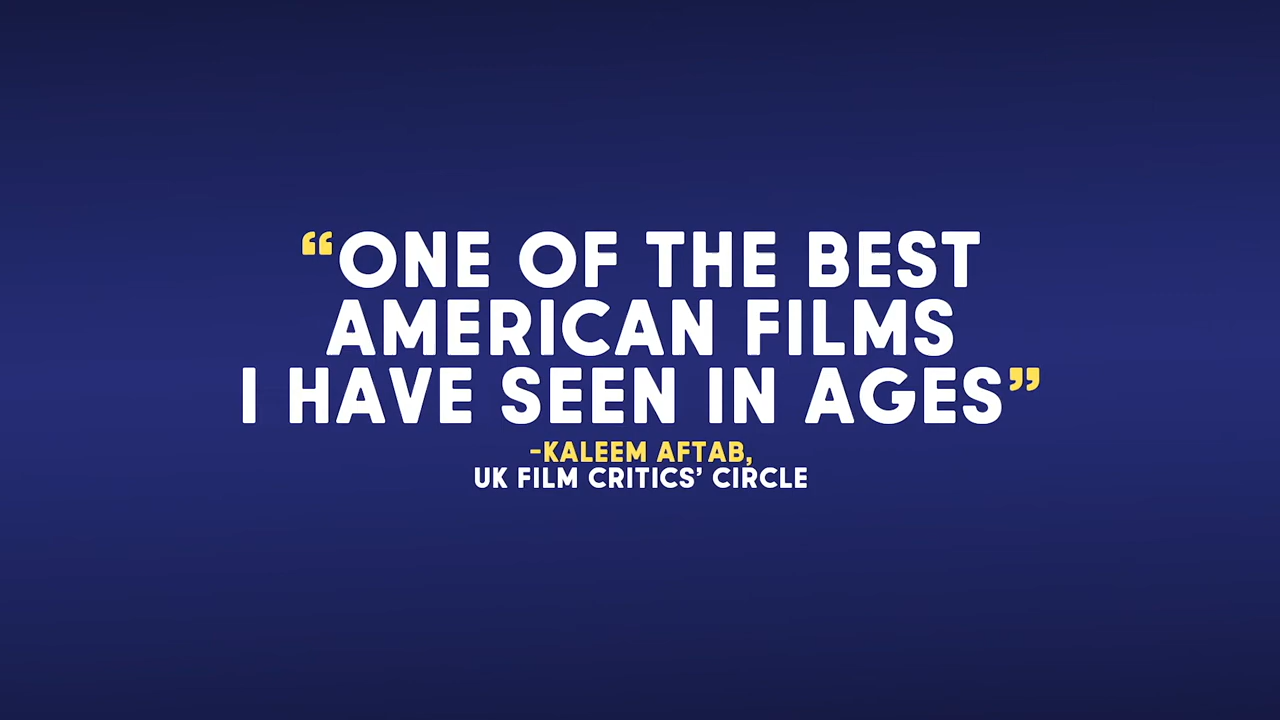 “ONE OF THE BEST
AMERICAN FILMS
I HAVE SEEN IN AGES”
-KALEEM AFTAB,
UK FILM CRITICS’ CIRCLE